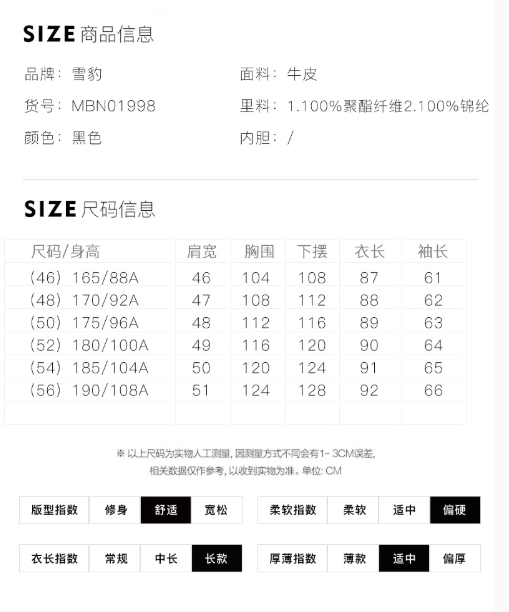 SIZE 商品信息
品牌：雪豹 面料：牛皮
货号：MBN01998 里料：1.100%聚酯纤维2.100%锦纶
颜色：黑色 内胆：/
SIZE 尺码信息
尺码/身高 肩宽 胸围 下摆 衣长 袖长
(46) 165/88A 46 104 108 87 61
(48) 170/92A 47 108 112 88 62
(50) 175/96A 48 112 116 89 63
(52) 180/100A 49 116 120 90 64
(54) 185/104A 50 120 124 91 65
(56) 190/108A 51 124 128 92 66
※ 以上尺码为实物人工测量, 因测量方式不同会有1- 3CM误差,
相关数据仅作参考, 以收到实物为准。单位: CM
版型指数 修身 舒适 宽松 柔软指数 柔软 适中 偏硬
衣长指数 常规 中长 长款 厚薄指数 薄款 适中 偏厚